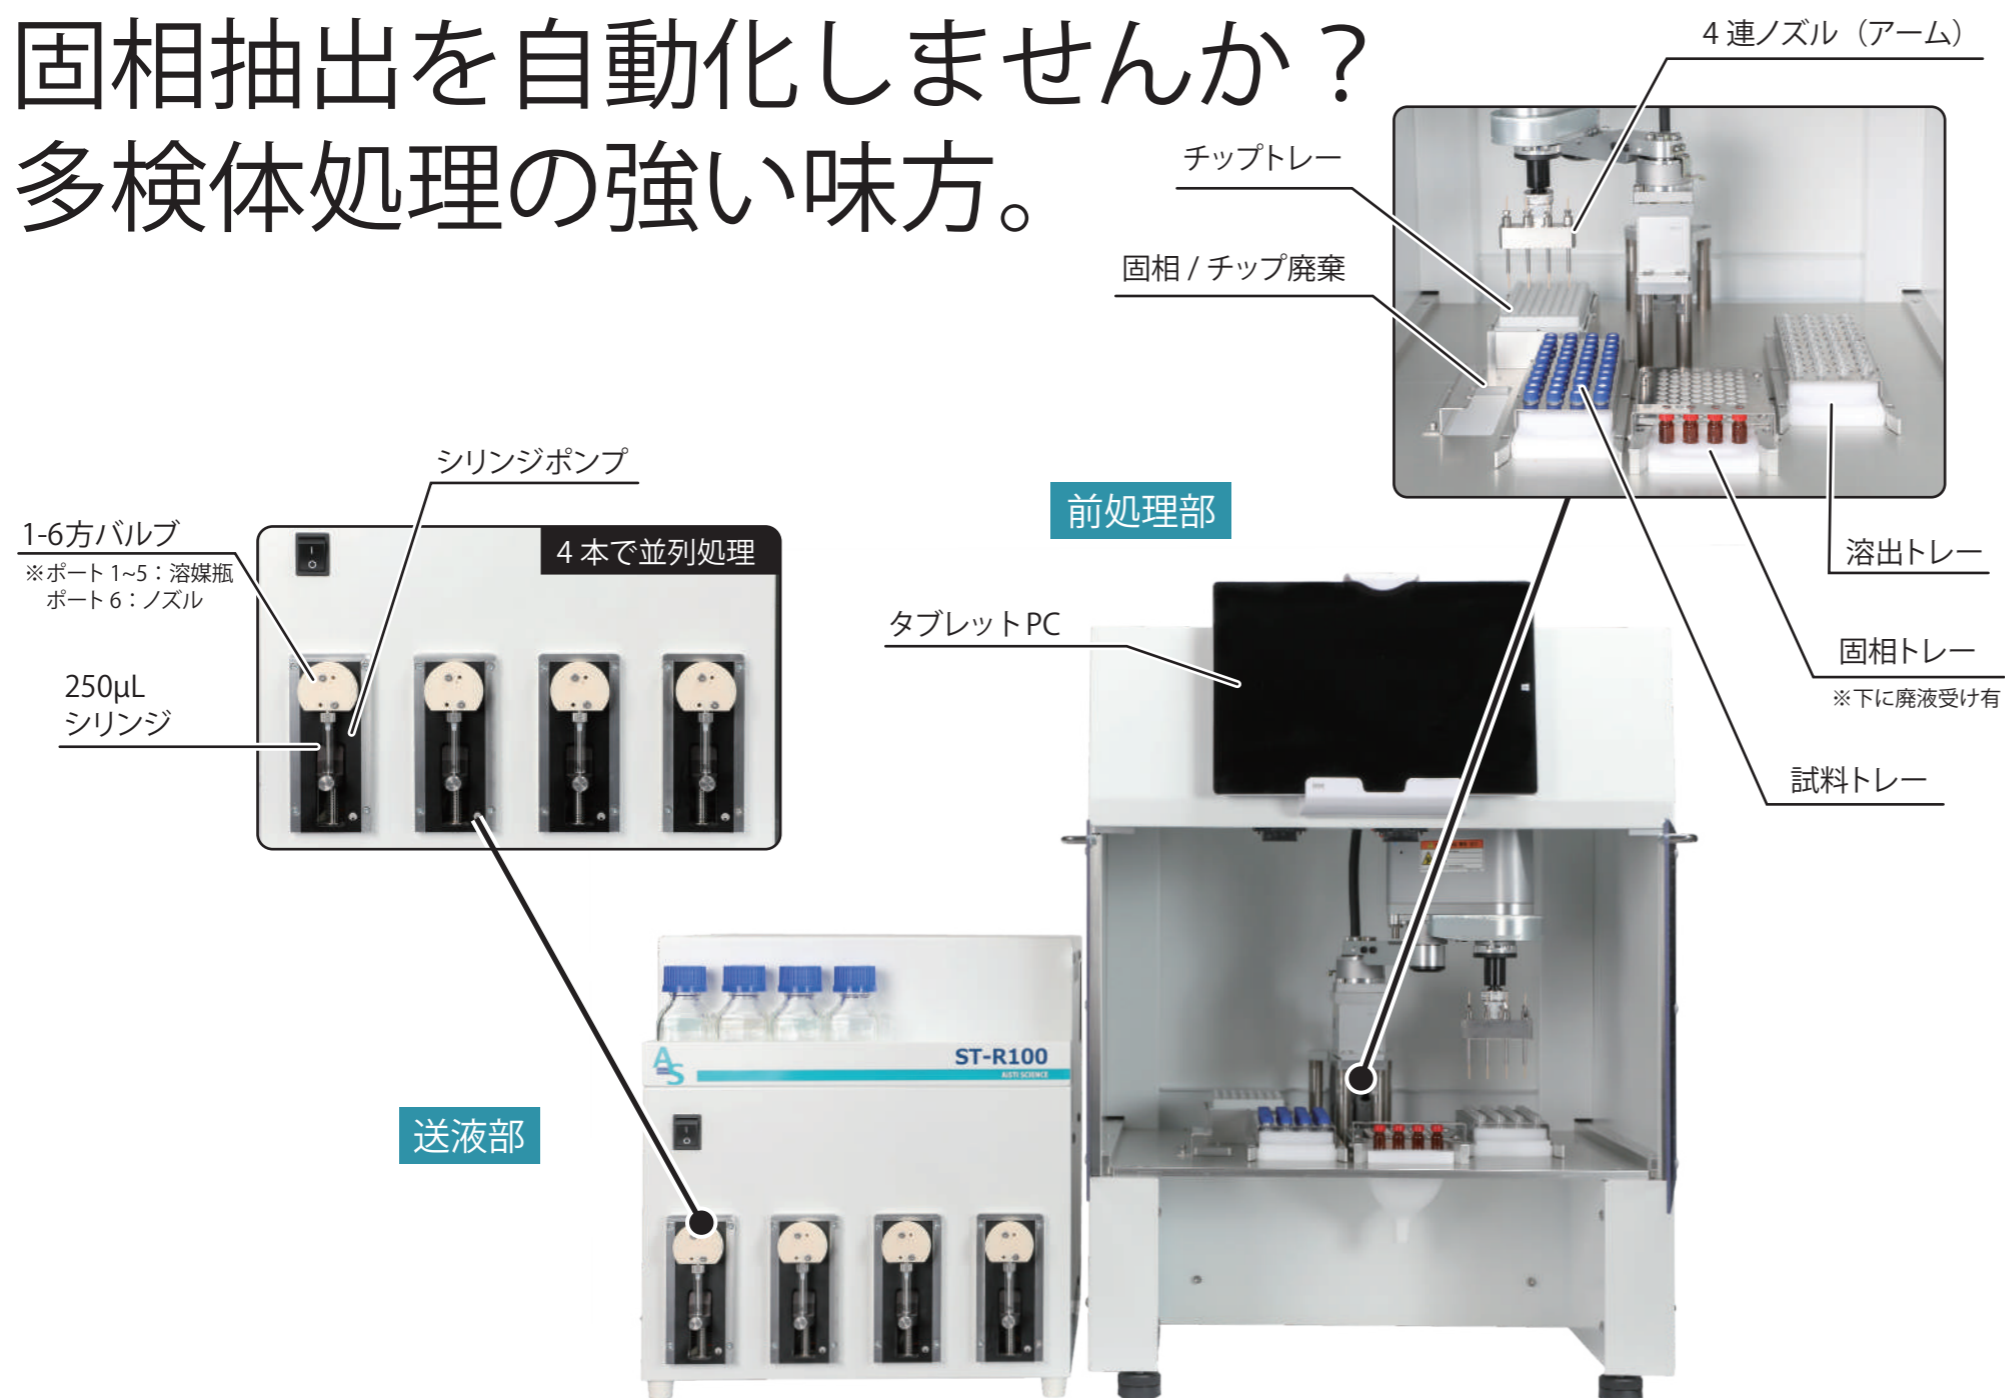 固相抽出を自動化しませんか？
多検体処理の強い味方。
4 連ノズル（アーム）
チップトレー
固相 / チップ廃棄
シリンジポンプ
1-6方バルブ
※ポート 1~5：溶媒瓶
ポート 6：ノズル
4 本で並列処理
250µL
シリンジ
前処理部
溶出トレー
タブレット PC
固相トレー
※下に廃液受け有
試料トレー
AS
ST-R100
AISTI SCIENCE
送液部